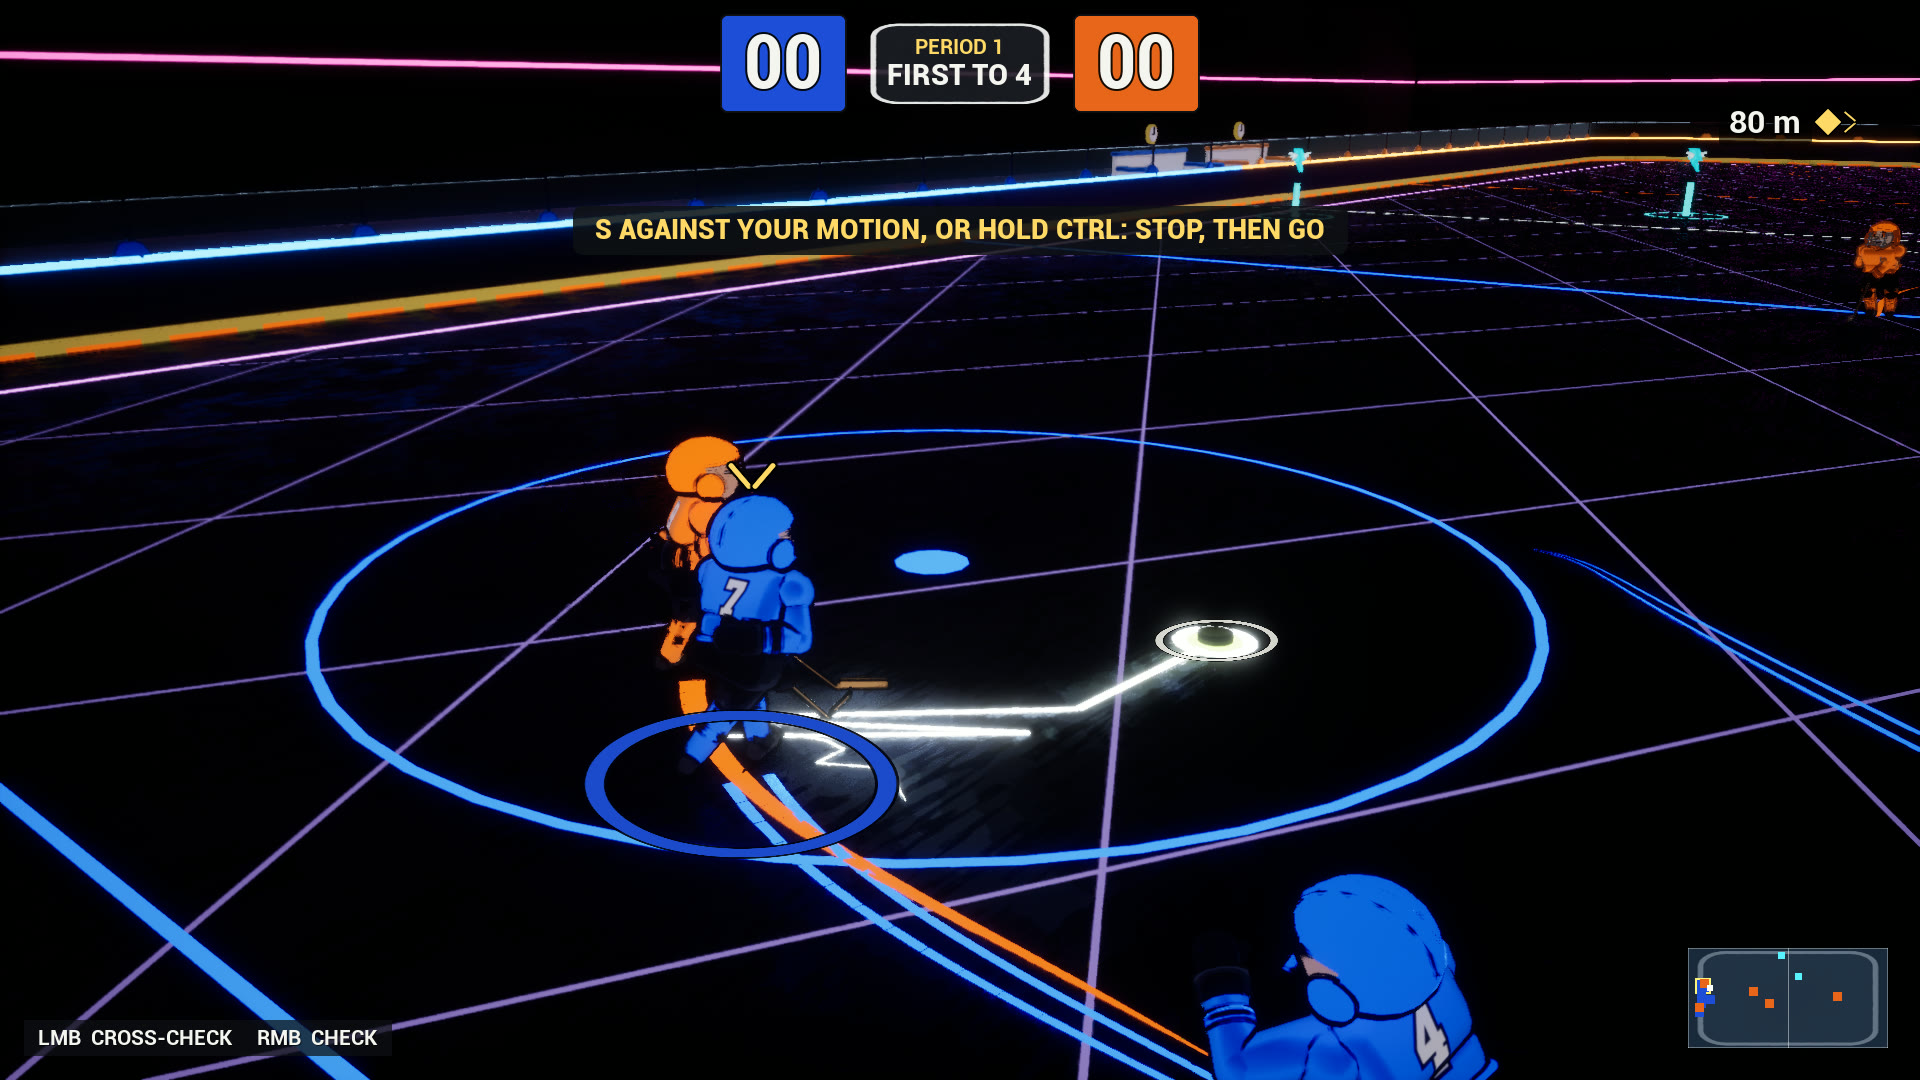 00
PERIOD 1
FIRST TO 4
00
80 m
S AGAINST YOUR MOTION, OR HOLD CTRL: STOP, THEN GO
7
4
LMB CROSS-CHECK RMB CHECK